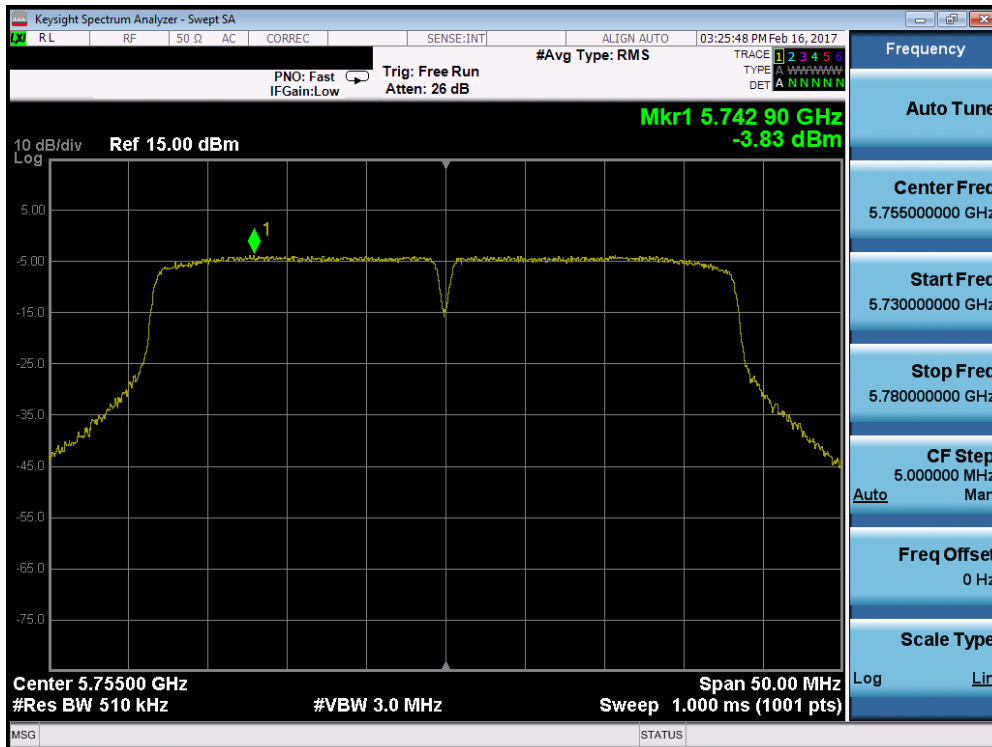 Keysight Spectrum Analyzer - Swept SA
LXI RL RF 50 Ω AC CORREC SENSE:INT ALIGN AUTO 03:25:48 PM Feb 16, 2017
#Avg Type: RMS
TRACE 1 2 3 4 5 6
TYPE A WWWWW
DET A N N N N N
PNO: Fast
IFGain:Low
Trig: Free Run
Atten: 26 dB
Mkr1 5.742 90 GHz
-3.83 dBm
10 dB/div
Log
Ref 15.00 dBm
5.00
-5.00
-15.0
-25.0
-35.0
-45.0
-55.0
-65.0
-75.0
1
Center 5.75500 GHz
Span 50.00 MHz
#Res BW 510 kHz
#VBW 3.0 MHz
Sweep 1.000 ms (1001 pts)
MSG
STATUS
Frequency
Auto Tune
Center Freq
5.755000000 GHz
Start Freq
5.730000000 GHz
Stop Freq
5.780000000 GHz
CF Step
5.000000 MHz
Auto Man
Freq Offset
0 Hz
Scale Type
Log Lin